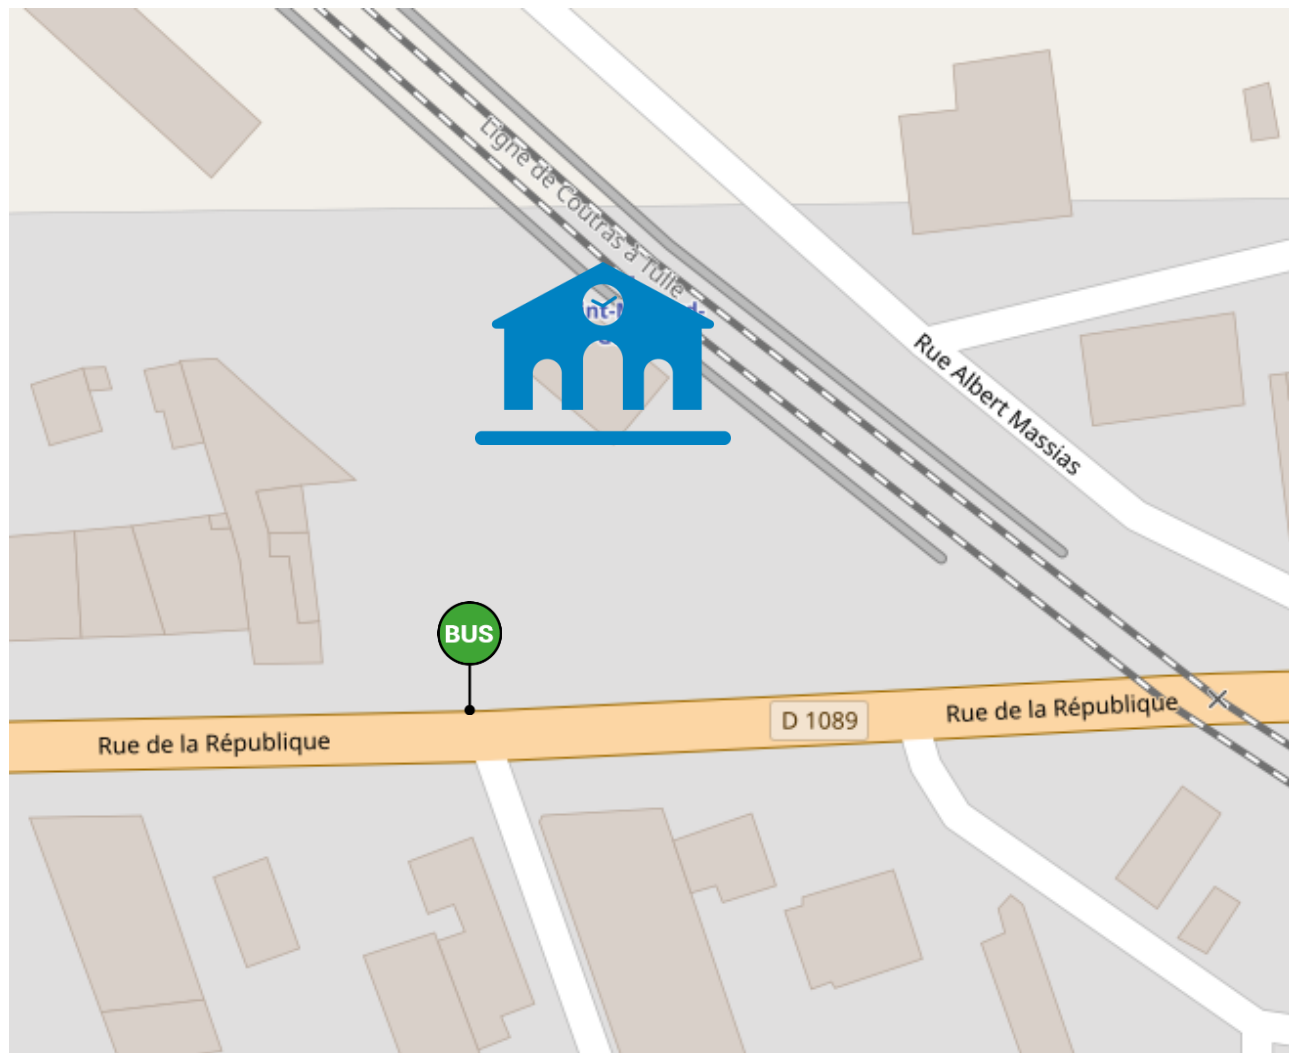 Ligne de Coutras à Tulle
Rue Albert Massias
BUS
Rue de la République
D 1089
Rue de la République